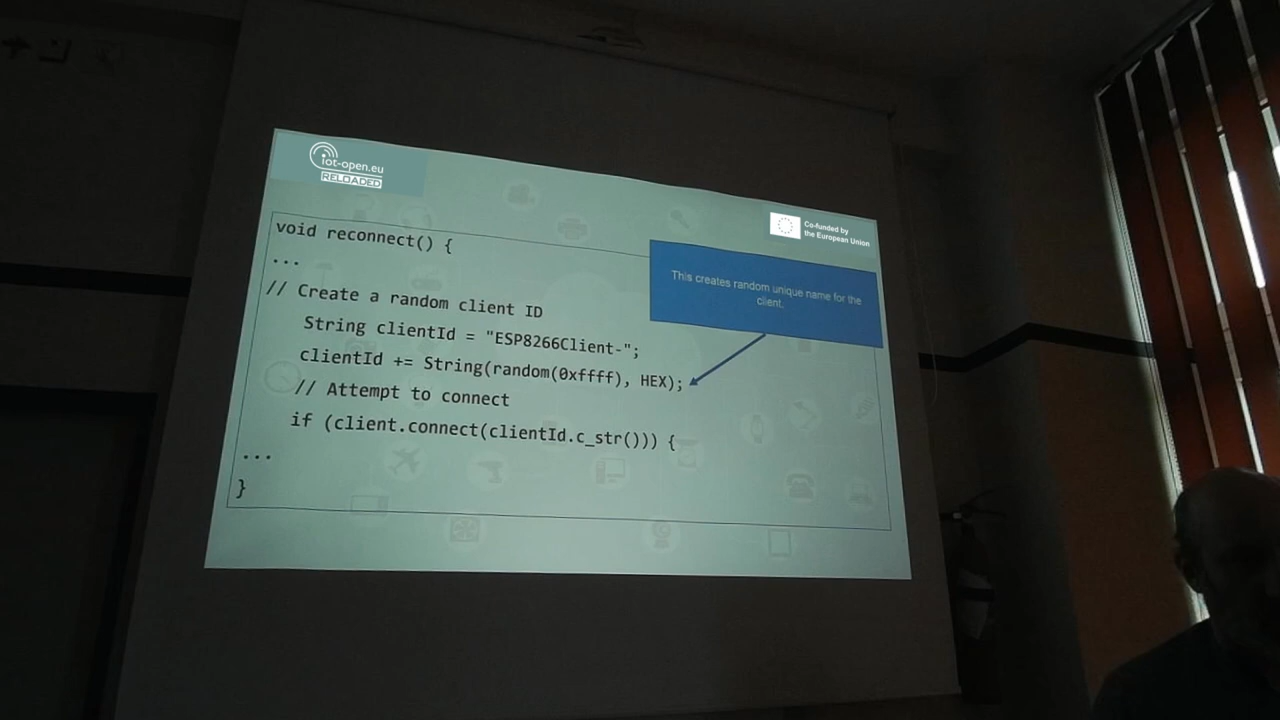 iot-open.eu
RELOADED
Co-funded by
the European Union
void reconnect() {
...
This creates random unique name for the
client.
// Create a random client ID
String clientId = "ESP8266Client-";
clientId += String(random(0xffff), HEX);
// Attempt to connect
if (client.connect(clientId.c_str())) {
...
}